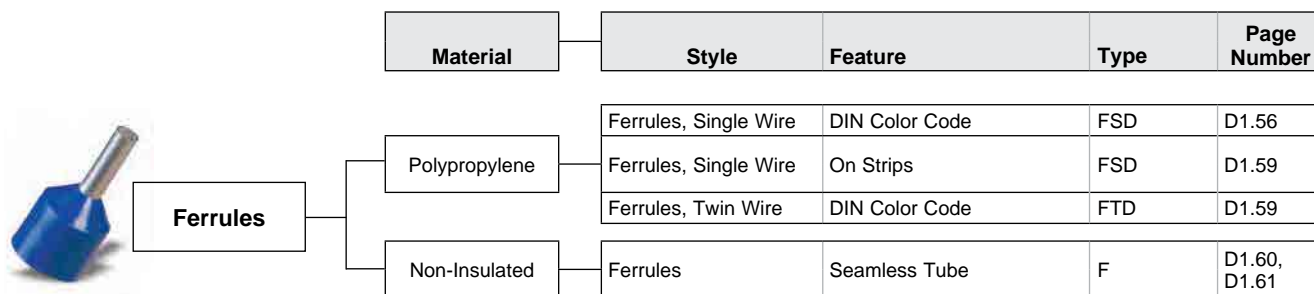 Material Style Feature Type Page Number
Ferrules
Polypropylene
Ferrules, Single Wire DIN Color Code FSD D1.56
Ferrules, Single Wire On Strips FSD D1.59
Ferrules, Twin Wire DIN Color Code FTD D1.59
Non-Insulated
Ferrules Seamless Tube F D1.60,
D1.61